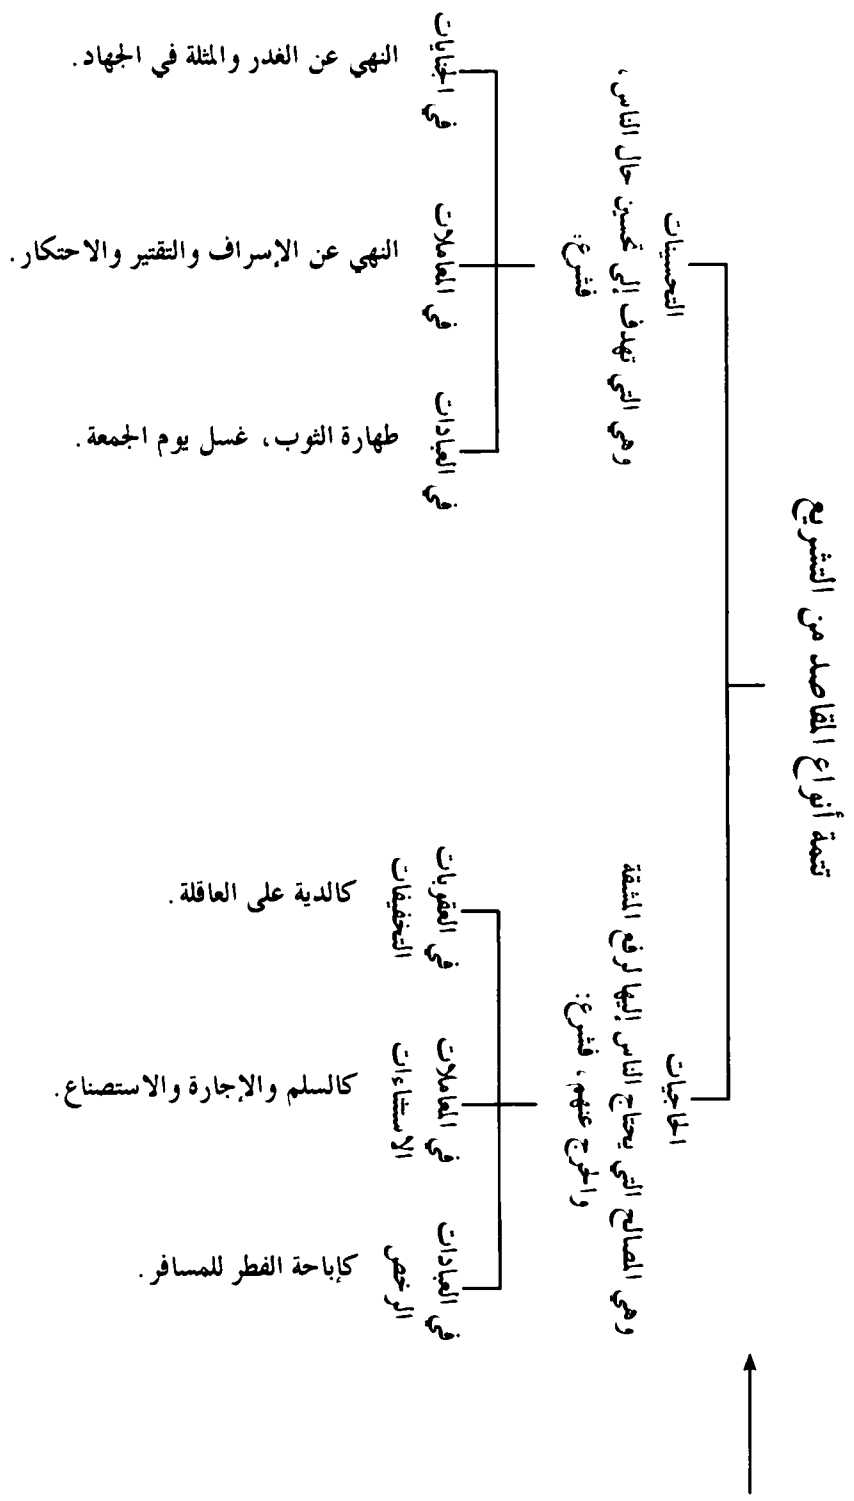 تتمة أنواع المقاصد من التشريع
الحاجيات
وهي المصالح التي يحتاج الناس إليها لرفع المشقة
والحرج عنهم، فشرع:
في العبادات
الرخص
كإباحة الفطر للمسافر.
في المعاملات
الاستثناءات
كالسلم والإجارة والاستصناع.
في العقوبات
التخفيفات
كالدية على العاقلة.
التحسينات
وهي التي تهدف إلى تحسين حال الناس،
فشرع:
في العبادات
طهارة الثوب، غسل يوم الجمعة.
في المعاملات
النهي عن الإسراف والتقتير والاحتكار.
في الجنايات
النهي عن الغدر والمثلة في الجهاد.